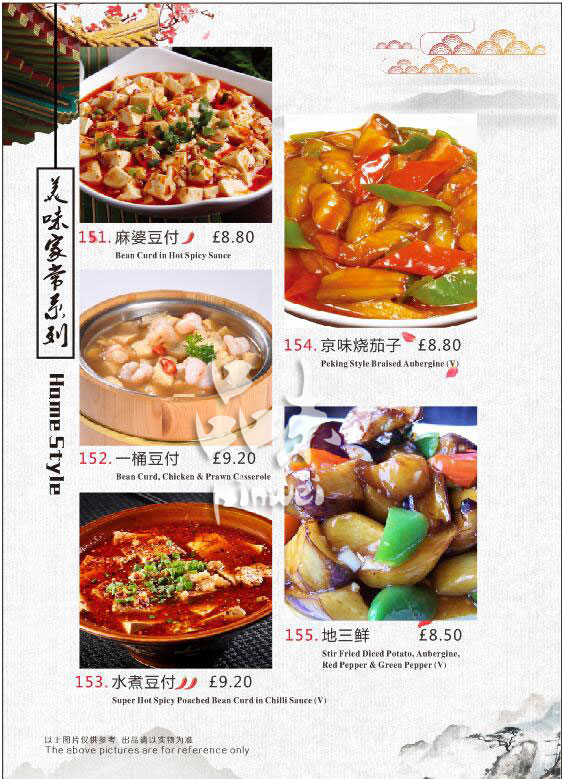 美味家常系列
Home Style
151. 麻婆豆付 £8.80
Bean Curd in Hot Spicy Sauce
152. 一桶豆付 £9.20
Bean Curd, Chicken & Prawn Casserole
153. 水煮豆付 £9.20
Super Hot Spicy Poached Bean Curd in Chilli Sauce (V)
154. 京味烧茄子 £8.80
Peking Style Braised Aubergine (V)
155. 地三鲜 £8.50
Stir Fried Diced Potato, Aubergine,
Red Pepper & Green Pepper (V)
品味
pinwei
以上图片仅供参考 出品请以实物为准
The above pictures are for reference only